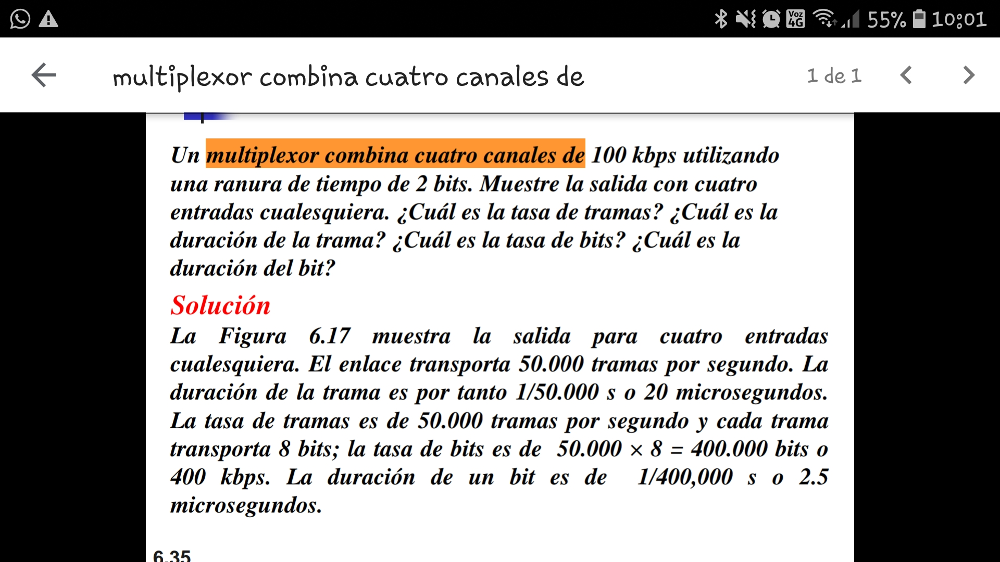 Voz 4G 55% 10:01
multiplexor combina cuatro canales de 1 de 1
Un multiplexor combina cuatro canales de 100 kbps utilizando
una ranura de tiempo de 2 bits. Muestre la salida con cuatro
entradas cualesquiera. ¿Cuál es la tasa de tramas? ¿Cuál es la
duración de la trama? ¿Cuál es la tasa de bits? ¿Cuál es la
duración del bit?
Solución
La Figura 6.17 muestra la salida para cuatro entradas
cualesquiera. El enlace transporta 50.000 tramas por segundo. La
duración de la trama es por tanto 1/50.000 s o 20 microsegundos.
La tasa de tramas es de 50.000 tramas por segundo y cada trama
transporta 8 bits; la tasa de bits es de 50.000 × 8 = 400.000 bits o
400 kbps. La duración de un bit es de 1/400,000 s o 2.5
microsegundos.
6.35